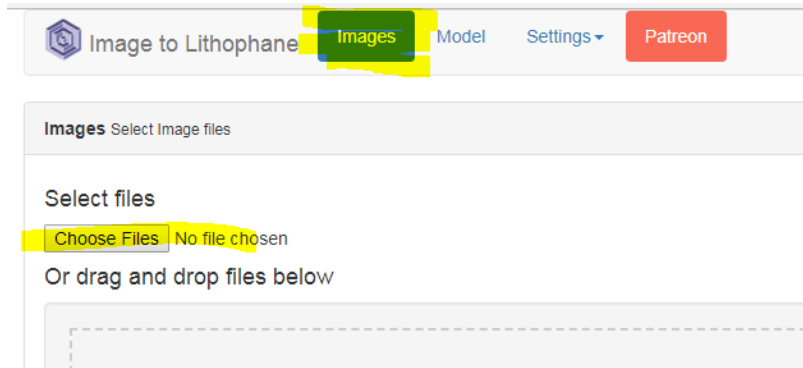 Image to Lithophane Images Model Settings Patreon
Images Select Image files
Select files
Choose Files No file chosen
Or drag and drop files below